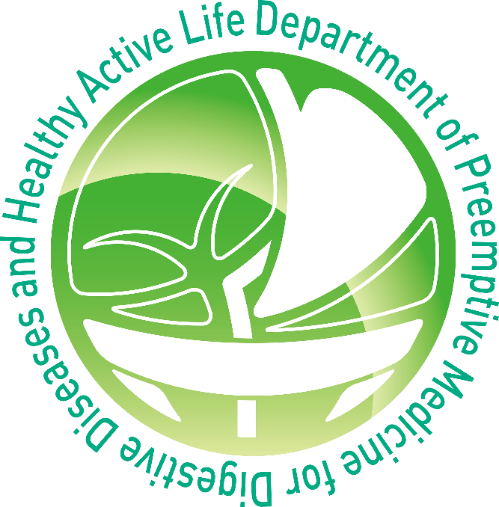 Department of Preemptive Medicine for Digestive Diseases and Healthy Active Life